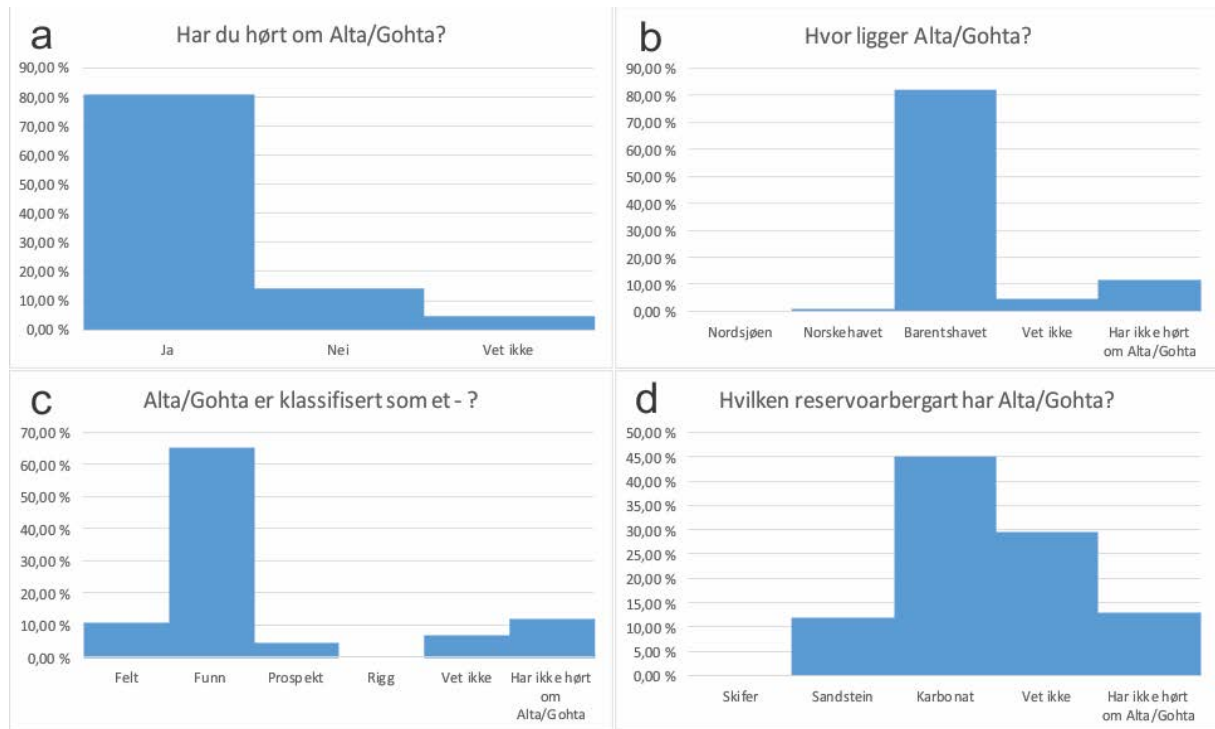 a
Har du hørt om Alta/Gohta?
90,00 %
80,00 %
70,00 %
60,00 %
50,00 %
40,00 %
30,00 %
20,00 %
10,00 %
0,00 %
Ja Nei Vet ikke
b
Hvor ligger Alta/Gohta?
90,00 %
80,00 %
70,00 %
60,00 %
50,00 %
40,00 %
30,00 %
20,00 %
10,00 %
0,00 %
Nordsjøen Norskehavet Barentshavet Vet ikke Har ikke hørt
om Alta/Gohta
c
Alta/Gohta er klassifisert som et - ?
70,00 %
60,00 %
50,00 %
40,00 %
30,00 %
20,00 %
10,00 %
0,00 %
Felt Funn Prospekt Rigg Vet ikke Har ikke hørt
om
Alta/Gohta
d
Hvilken reservoarbergart har Alta/Gohta?
50,00 %
45,00 %
40,00 %
35,00 %
30,00 %
25,00 %
20,00 %
15,00 %
10,00 %
5,00 %
0,00 %
Skifer Sandstein Karbonat Vet ikke Har ikke hørt
om Alta/Gohta